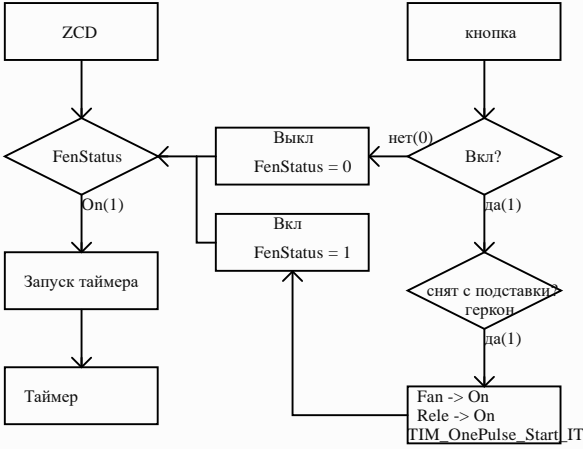 ZCD
кнопка
Выкл
нет(0)
FenStatus
FenStatus = 0
Вкл?
On(1)
Вкл
да(1)
FenStatus = 1
Запуск таймера
снят с подставки?
геркон
да(1)
Таймер
Fan -> On
Rele -> On
TIM_OnePulse_Start_IT